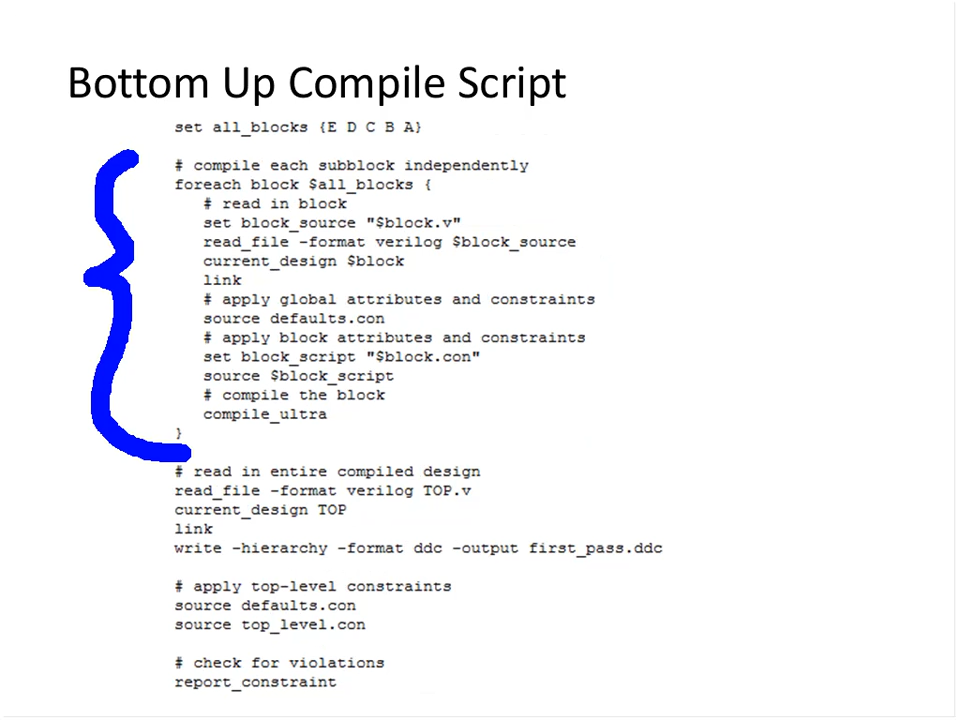 Bottom Up Compile Script
set all_blocks {E D C B A}
# compile each subblock independently
foreach block $all_blocks {
# read in block
set block_source "$block.v"
read_file -format verilog $block_source
current_design $block
link
# apply global attributes and constraints
source defaults.con
# apply block attributes and constraints
set block_script "$block.con"
source $block_script
# compile the block
compile_ultra
}
# read in entire compiled design
read_file -format verilog TOP.v
current_design TOP
link
write -hierarchy -format ddc -output first_pass.ddc
# apply top-level constraints
source defaults.con
source top_level.con
# check for violations
report_constraint